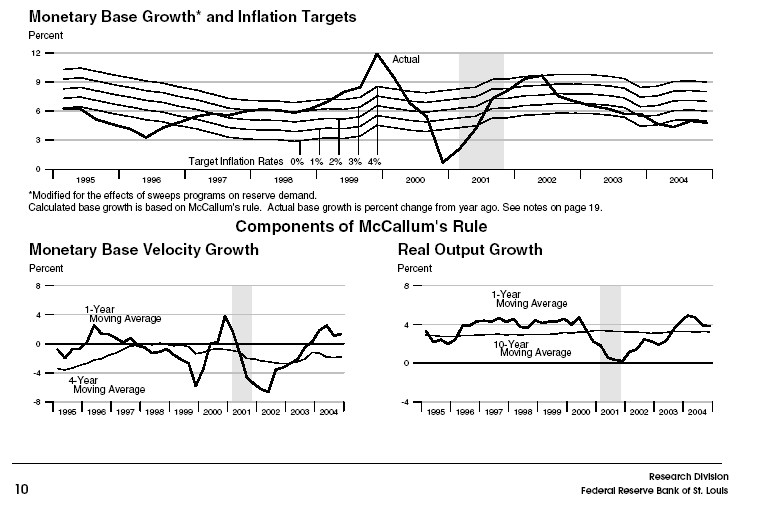 Monetary Base Growth* and Inflation Targets
Percent
12
9
6
3
0
Actual
Target Inflation Rates 0% 1% 2% 3% 4%
1995 1996 1997 1998 1999 2000 2001 2002 2003 2004
*Modified for the effects of sweeps programs on reserve demand.
Calculated base growth is based on McCallum's rule. Actual base growth is percent change from year ago. See notes on page 19.
Components of McCallum's Rule
Monetary Base Velocity Growth
Percent
8
4
0
-4
-8
1-Year
Moving Average
4-Year
Moving Average
1995 1996 1997 1998 1999 2000 2001 2002 2003 2004
Real Output Growth
Percent
8
4
0
-4
1-Year
Moving Average
10-Year
Moving Average
1995 1996 1997 1998 1999 2000 2001 2002 2003 2004
10
Research Division
Federal Reserve Bank of St. Louis